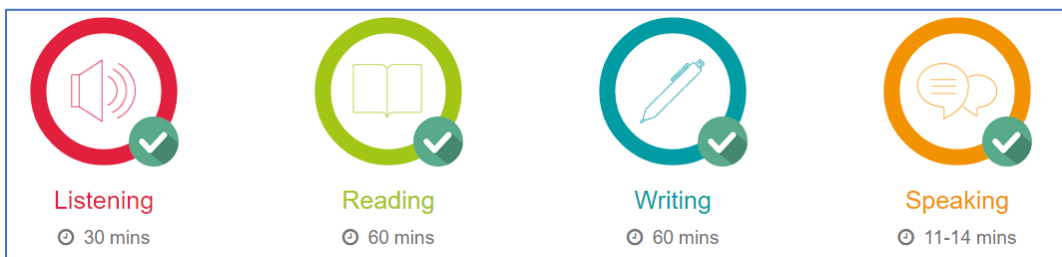 Listening
30 mins
Reading
60 mins
Writing
60 mins
Speaking
11-14 mins